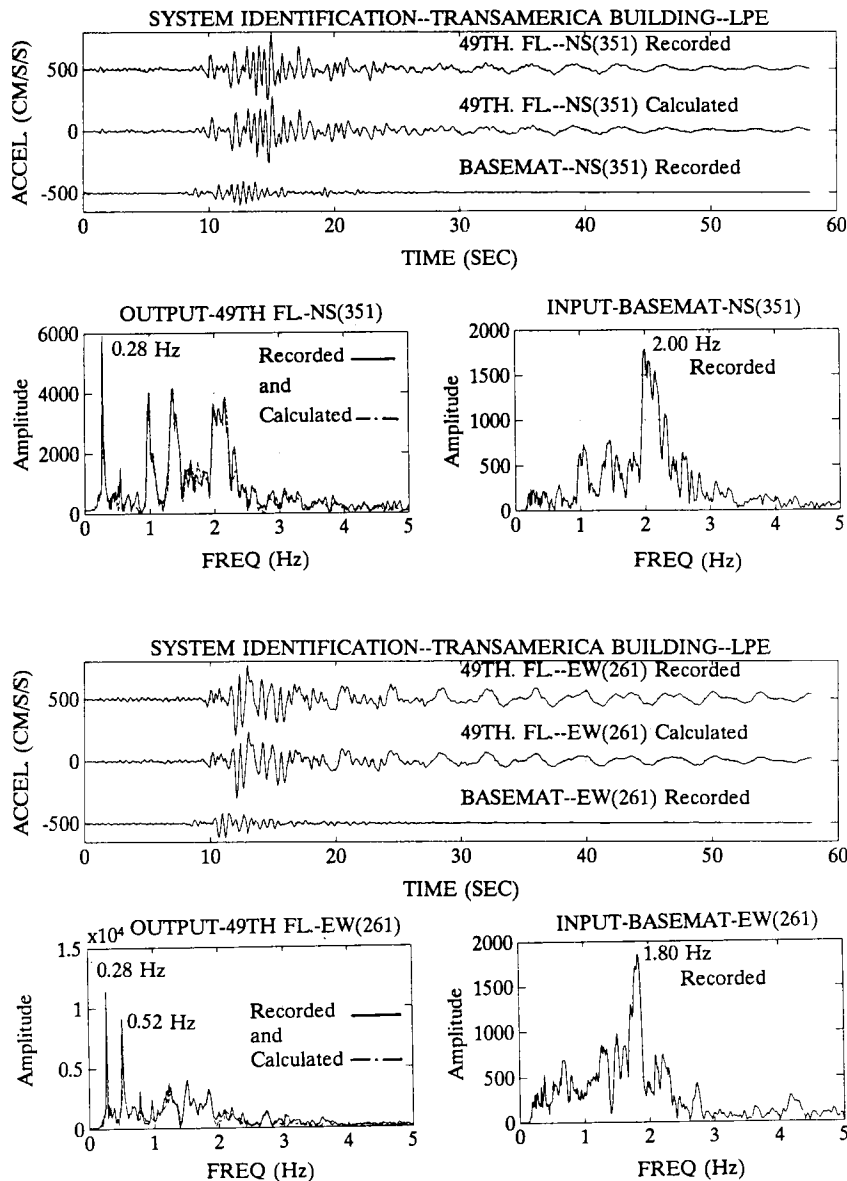 SYSTEM IDENTIFICATION--TRANSAMERICA BUILDING--LPE
49TH. FL.--NS(351) Recorded
49TH. FL.--NS(351) Calculated
BASEMAT--NS(351) Recorded
ACCEL. (CM/S/S)
500
0
-500
0 10 20 30 40 50 60
TIME (SEC)
OUTPUT-49TH FL.-NS(351)
0.28 Hz
Recorded
and
Calculated
Amplitude
6000
4000
2000
0
0 1 2 3 4 5
FREQ (Hz)
INPUT-BASEMAT-NS(351)
2.00 Hz
Recorded
Amplitude
2000
1500
1000
500
0
0 1 2 3 4 5
FREQ (Hz)
SYSTEM IDENTIFICATION--TRANSAMERICA BUILDING--LPE
49TH. FL.--EW(261) Recorded
49TH. FL.--EW(261) Calculated
BASEMAT--EW(261) Recorded
ACCEL. (CM/S/S)
500
0
-500
0 10 20 30 40 50 60
TIME (SEC)
x10⁴ OUTPUT-49TH FL.-EW(261)
0.28 Hz
0.52 Hz
Recorded
and
Calculated
Amplitude
1.5
1
0.5
0
0 1 2 3 4 5
FREQ (Hz)
INPUT-BASEMAT-EW(261)
1.80 Hz
Recorded
Amplitude
2000
1500
1000
500
0
0 1 2 3 4 5
FREQ (Hz)